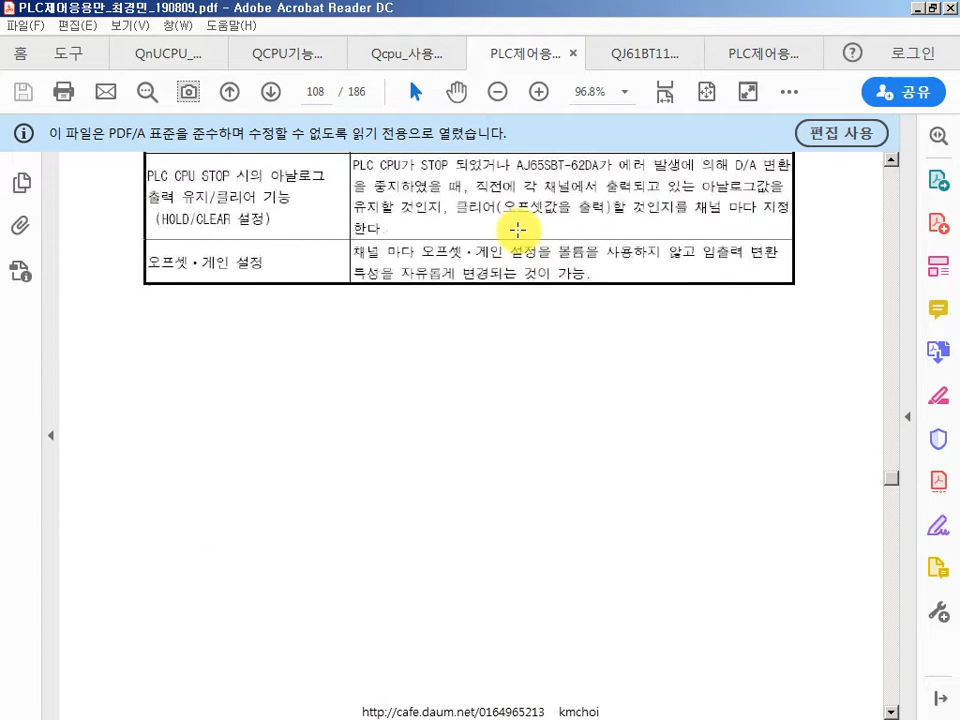 PLC제어응용만_최경민_190809.pdf - Adobe Acrobat Reader DC
파일(F) 편집(E) 보기(V) 창(W) 도움말(H)
홈 도구 QnUCPU_... QCPU기능... Qcpu_사용... PLC제어응... × QJ61BT11... PLC제어응... ? 로그인
108 / 186 96.8% 공유
이 파일은 PDF/A 표준을 준수하며 수정할 수 없도록 읽기 전용으로 열렸습니다. 편집 사용
PLC CPU STOP 시의 아날로그
출력 유지/클리어 기능
(HOLD/CLEAR 설정)
PLC CPU가 STOP 되었거나 AJ65SBT-62DA가 에러 발생에 의해 D/A 변환
을 중지하였을 때, 직전에 각 채널에서 출력되고 있는 아날로그값을
유지할 것인지, 클리어(오프셋값을 출력)할 것인지를 채널 마다 지정
한다.
오프셋·게인 설정
채널 마다 오프셋·게인 설정을 볼륨을 사용하지 않고 입출력 변환
특성을 자유롭게 변경되는 것이 가능.
http://cafe.daum.net/0164965213 kmchoi